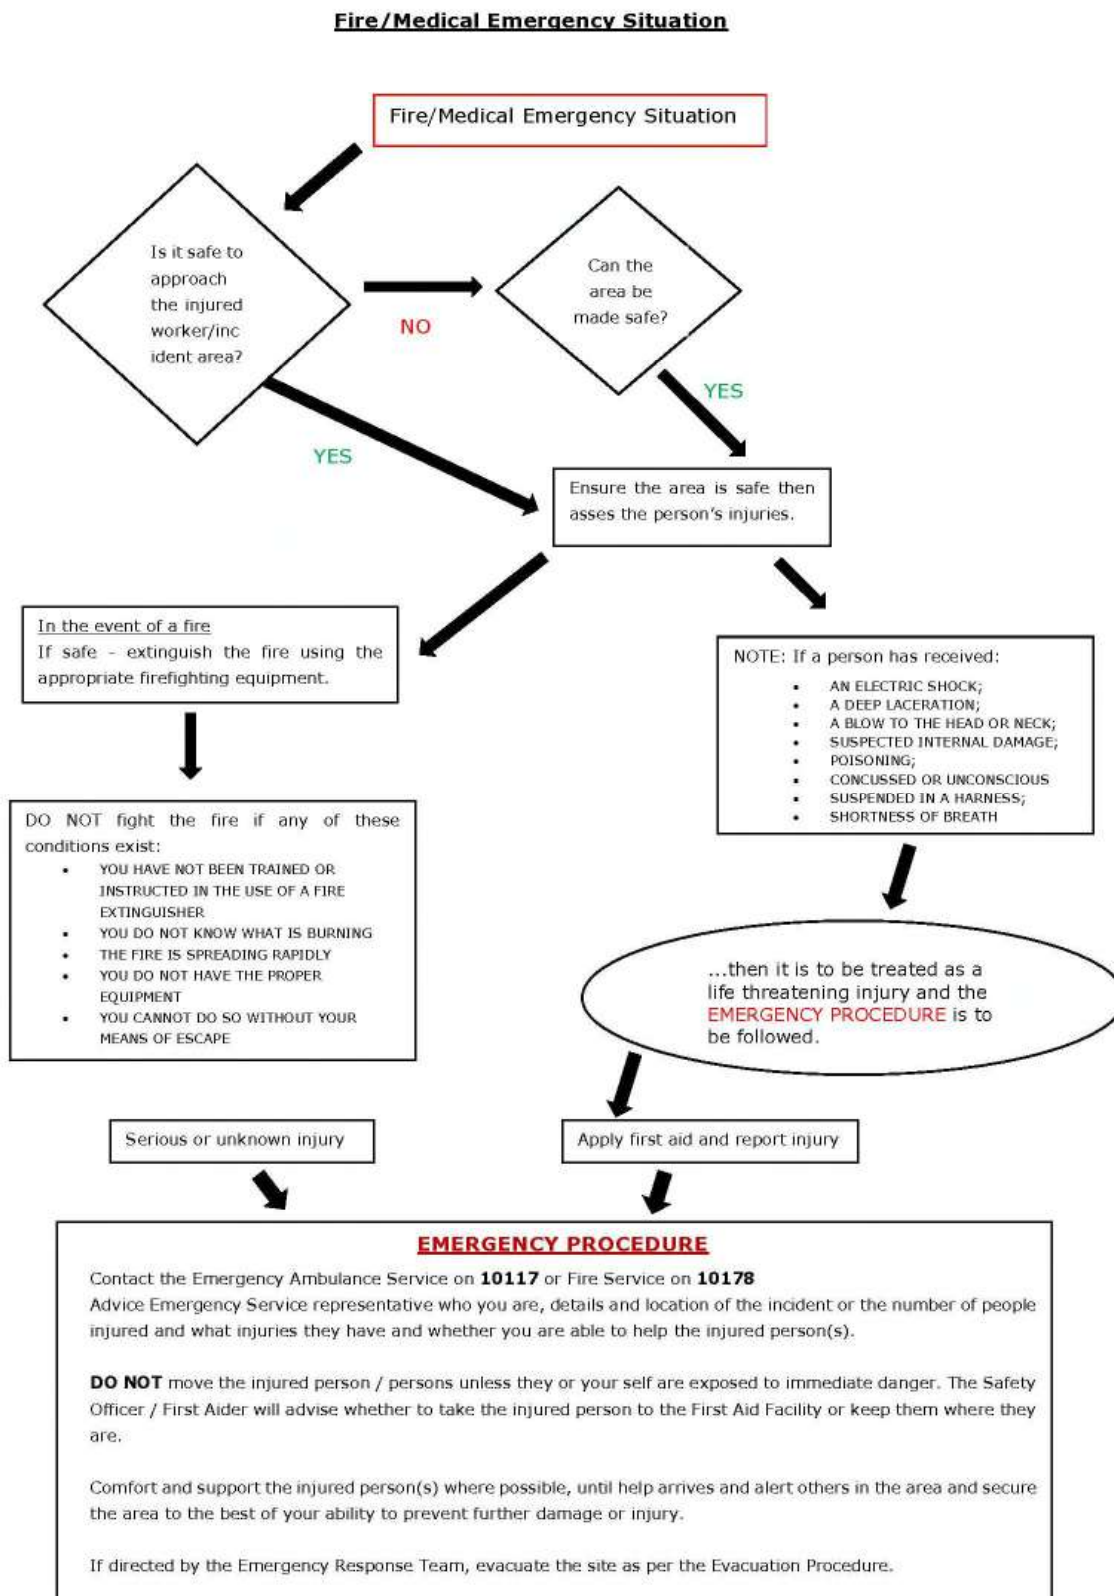 Fire/Medical Emergency Situation
Fire/Medical Emergency Situation
Is it safe to
approach
the injured
worker/inc
ident area?
NO
Can the
area be
made safe?
YES
YES
Ensure the area is safe then
asses the person's injuries.
In the event of a fire
If safe - extinguish the fire using the
appropriate firefighting equipment.
NOTE: If a person has received:
• AN ELECTRIC SHOCK;
• A DEEP LACERATION;
• A BLOW TO THE HEAD OR NECK;
• SUSPECTED INTERNAL DAMAGE;
• POISONING;
• CONCUSSED OR UNCONSCIOUS
• SUSPENDED IN A HARNESS;
• SHORTNESS OF BREATH
DO NOT fight the fire if any of these
conditions exist:
• YOU HAVE NOT BEEN TRAINED OR
INSTRUCTED IN THE USE OF A FIRE
EXTINGUISHER
• YOU DO NOT KNOW WHAT IS BURNING
• THE FIRE IS SPREADING RAPIDLY
• YOU DO NOT HAVE THE PROPER
EQUIPMENT
• YOU CANNOT DO SO WITHOUT YOUR
MEANS OF ESCAPE
...then it is to be treated as a
life threatening injury and the
EMERGENCY PROCEDURE is to
be followed.
Serious or unknown injury
Apply first aid and report injury
EMERGENCY PROCEDURE
Contact the Emergency Ambulance Service on 10117 or Fire Service on 10178
Advice Emergency Service representative who you are, details and location of the incident or the number of people
injured and what injuries they have and whether you are able to help the injured person(s).
DO NOT move the injured person / persons unless they or your self are exposed to immediate danger. The Safety
Officer / First Aider will advise whether to take the injured person to the First Aid Facility or keep them where they
are.
Comfort and support the injured person(s) where possible, until help arrives and alert others in the area and secure
the area to the best of your ability to prevent further damage or injury.
If directed by the Emergency Response Team, evacuate the site as per the Evacuation Procedure.